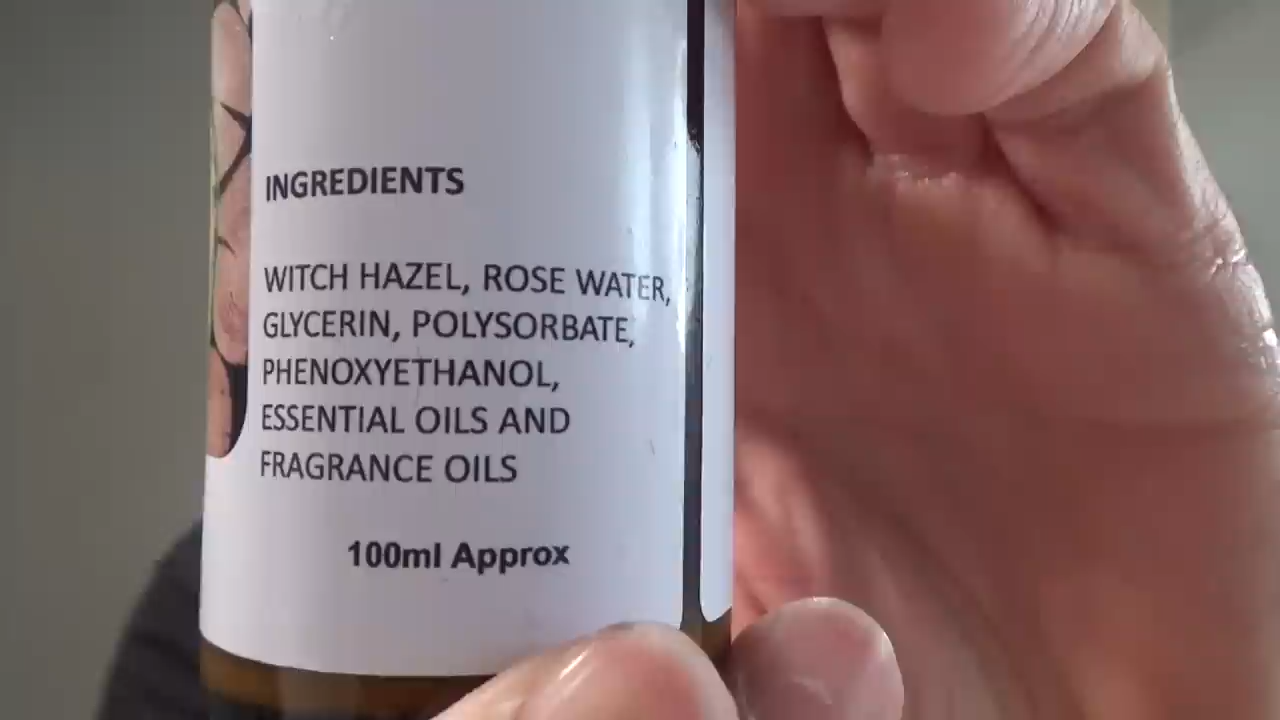 INGREDIENTS
WITCH HAZEL, ROSE WATER,
GLYCERIN, POLYSORBATE,
PHENOXYETHANOL,
ESSENTIAL OILS AND
FRAGRANCE OILS
100ml Approx